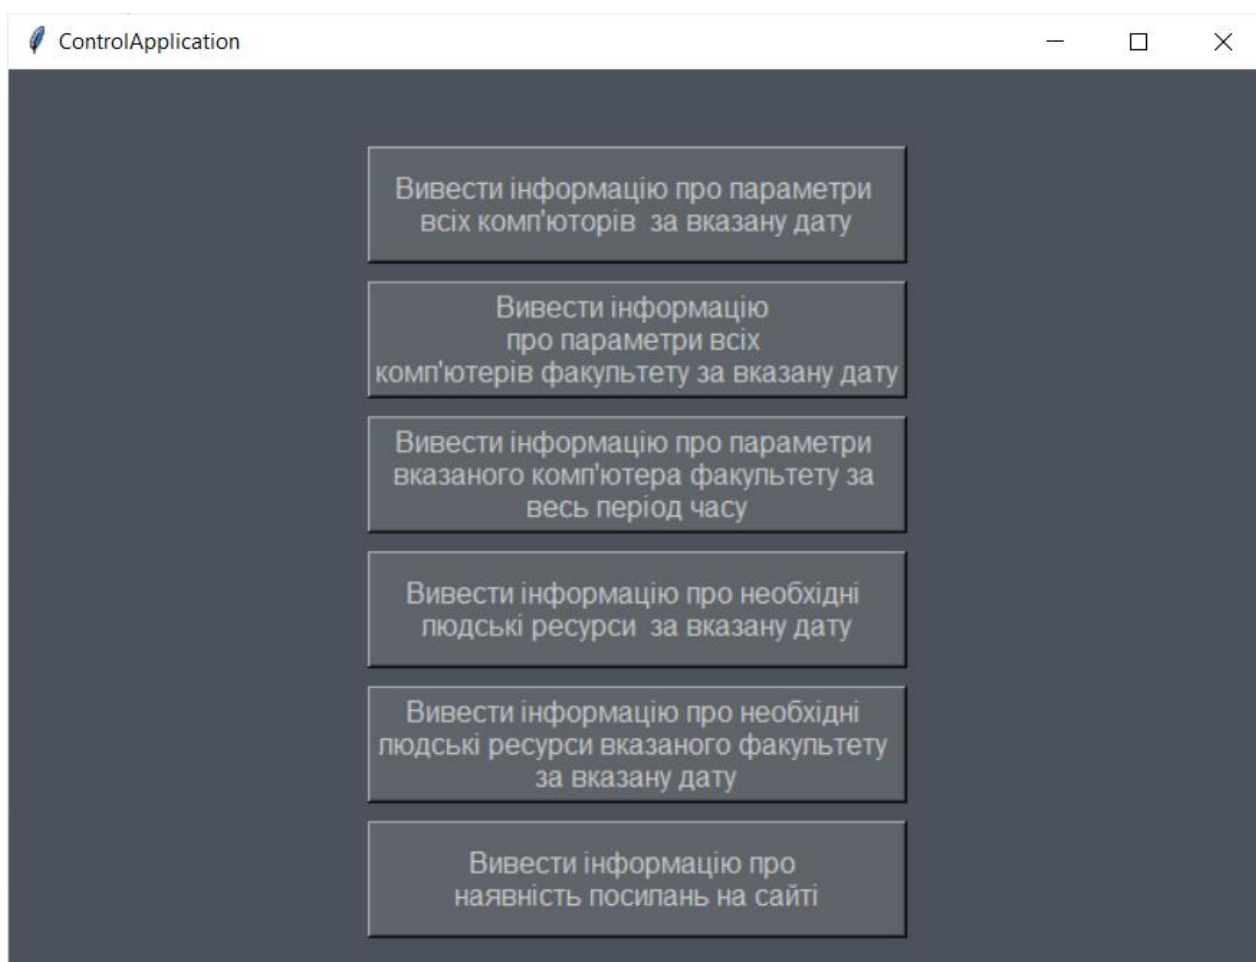 ControlApplication
Вивести інформацію про параметри
всіх комп'юторів  за вказану дату
Вивести інформацію
про параметри всіх
комп'ютерів факультету за вказану дату
Вивести інформацію про параметри
вказаного комп'ютера факультету за
весь період часу
Вивести інформацію про необхідні
людські ресурси  за вказану дату
Вивести інформацію про необхідні
людські ресурси вказаного факультету
за вказану дату
Вивести інформацію про
наявність посилань на сайті